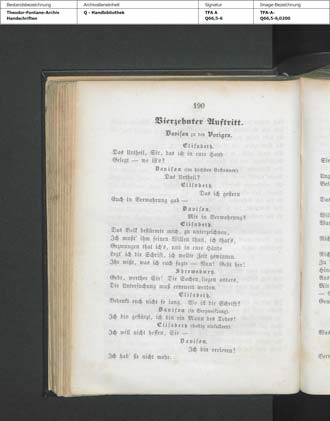 Bestandsbezeichnung
Theodor-Fontane-Archiv
Handschriften
Archivalieneinheit
Q - Handbibliothek
Signatur
TFA A
Q66,5-6
Image-Bezeichnung
TFA-A-
Q66,5-6,0200
190
Vierzehnter Auftritt.
Davison zu den Vorigen.
Elisabeth.
Das Urtheil, Sir, das ich in eure Hand
Gelegt — wo ist's?
Davison (im höchsten Erstaunen).
Das Urtheil?
Elisabeth.
Das ich gestern
Euch in Verwahrung gab —
Davison.
Mir in Verwahrung?
Elisabeth.
Das Volk bestürmte mich, zu unterzeichnen,
Ich mußt' ihm seinen Willen thun, ich that's,
Gezwungen that ich's, und in eure Hände
Legt' ich die Schrift, ich wollte Zeit gewinnen.
Ihr wißt, was ich euch sagte — Nun! Gebt her!
Shrewsbury.
Gebt, werther Sir! Die Sachen liegen anders,
Die Untersuchung muß erneuert werden.
Elisabeth.
Bedenkt euch nicht so lang. Wo ist die Schrift?
Davison (in Verzweiflung).
Ich bin gestürzt, ich bin ein Mann des Todes!
Elisabeth (hastig einfallend).
Ich will nicht hoffen, Sir —
Davison.
Ich bin verloren!
Ich hab' sie nicht mehr.